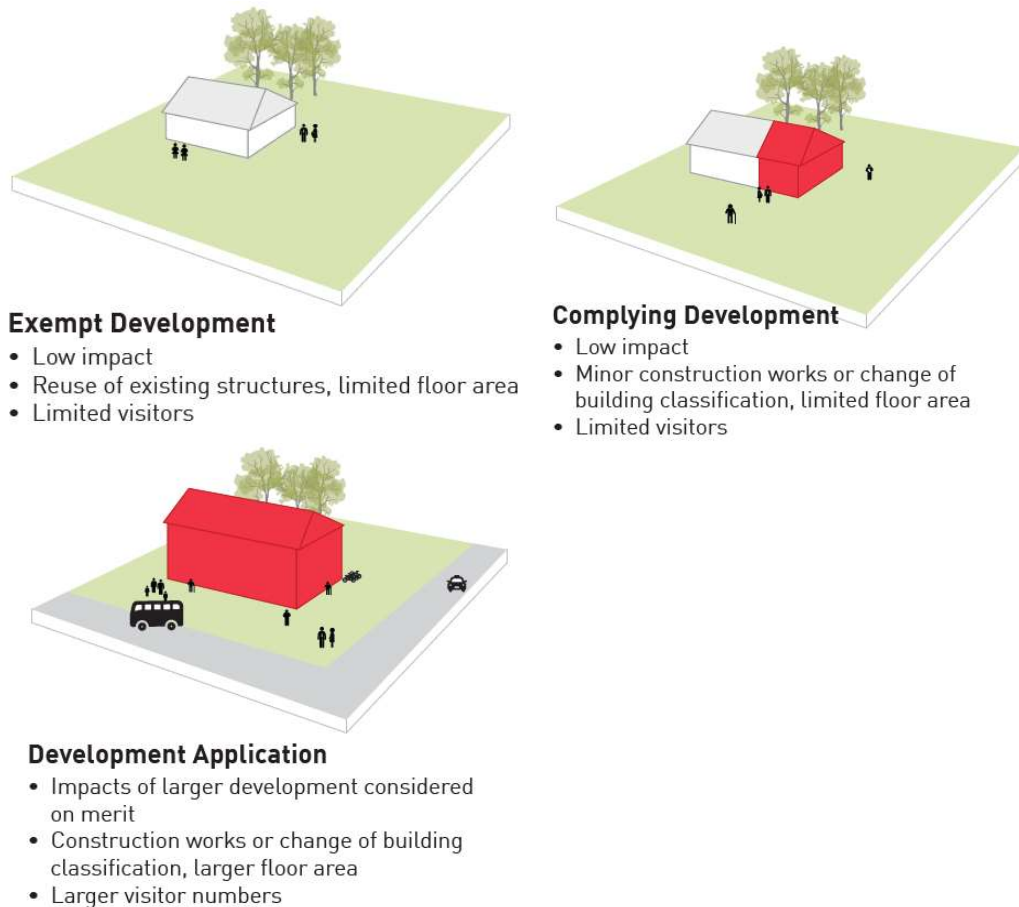 Exempt Development
• Low impact
• Reuse of existing structures, limited floor area
• Limited visitors
Complying Development
• Low impact
• Minor construction works or change of
building classification, limited floor area
• Limited visitors
Development Application
• Impacts of larger development considered
on merit
• Construction works or change of building
classification, larger floor area
• Larger visitor numbers